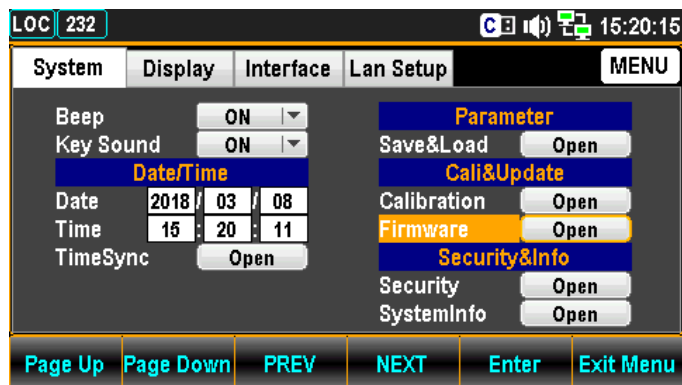 LOC 232 C 15:20:15
System Display Interface Lan Setup MENU
Beep ON
Key Sound ON
Date/Time
Date 2018 / 03 / 08
Time 15 : 20 : 11
TimeSync Open
Parameter
Save&Load Open
Cali&Update
Calibration Open
Firmware Open
Security&Info
Security Open
SystemInfo Open
Page Up Page Down PREV NEXT Enter Exit Menu